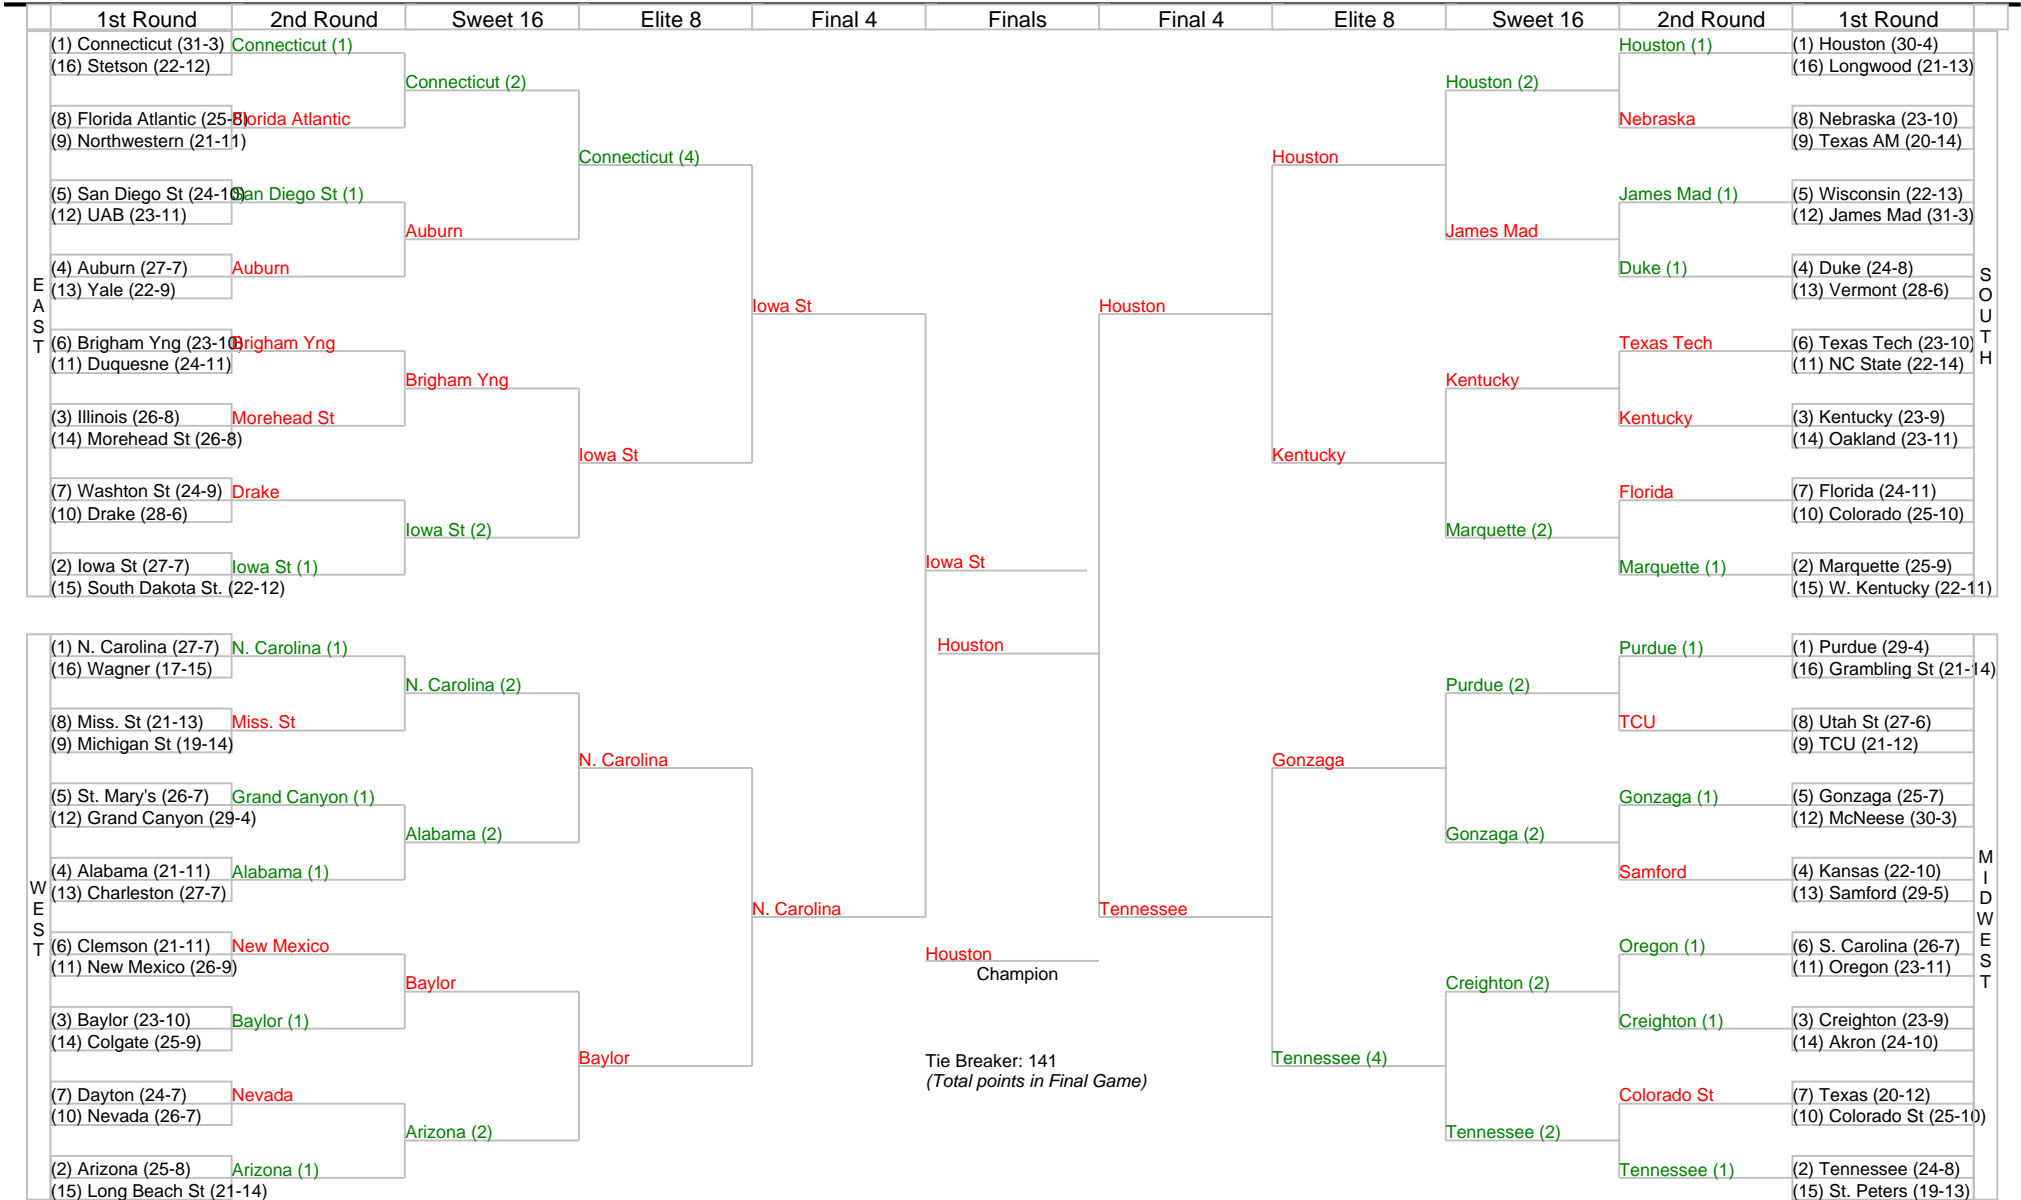 1st Round 2nd Round Sweet 16 Elite 8 Final 4 Finals Final 4 Elite 8 Sweet 16 2nd Round 1st Round
EAST
(1) Connecticut (31-3)
(16) Stetson (22-12)
(8) Florida Atlantic (25-8)
(9) Northwestern (21-11)
(5) San Diego St (24-10)
(12) UAB (23-11)
(4) Auburn (27-7)
(13) Yale (22-9)
(6) Brigham Yng (23-10)
(11) Duquesne (24-11)
(3) Illinois (26-8)
(14) Morehead St (26-8)
(7) Washton St (24-9)
(10) Drake (28-6)
(2) Iowa St (27-7)
(15) South Dakota St. (22-12)
Connecticut (1)
Florida Atlantic
San Diego St (1)
Auburn
Brigham Yng
Morehead St
Drake
Iowa St (1)
Connecticut (2)
Auburn
Brigham Yng
Iowa St (2)
Connecticut (4)
Iowa St
Iowa St
WEST
(1) N. Carolina (27-7)
(16) Wagner (17-15)
(8) Miss. St (21-13)
(9) Michigan St (19-14)
(5) St. Mary's (26-7)
(12) Grand Canyon (29-4)
(4) Alabama (21-11)
(13) Charleston (27-7)
(6) Clemson (21-11)
(11) New Mexico (26-9)
(3) Baylor (23-10)
(14) Colgate (25-9)
(7) Dayton (24-7)
(10) Nevada (26-7)
(2) Arizona (25-8)
(15) Long Beach St (21-14)
N. Carolina (1)
Miss. St
Grand Canyon (1)
Alabama (1)
New Mexico
Baylor (1)
Nevada
Arizona (1)
N. Carolina (2)
Alabama (2)
Baylor
Arizona (2)
N. Carolina
Baylor
N. Carolina
Iowa St
Houston
Houston
Champion
Tie Breaker: 141
(Total points in Final Game)
Houston
Tennessee
Houston
Kentucky
Houston (2)
James Mad
Kentucky
Marquette (2)
Houston (1)
Nebraska
James Mad (1)
Duke (1)
Texas Tech
Kentucky
Florida
Marquette (1)
(1) Houston (30-4)
(16) Longwood (21-13)
(8) Nebraska (23-10)
(9) Texas AM (20-14)
(5) Wisconsin (22-13)
(12) James Mad (31-3)
(4) Duke (24-8)
(13) Vermont (28-6)
(6) Texas Tech (23-10)
(11) NC State (22-14)
(3) Kentucky (23-9)
(14) Oakland (23-11)
(7) Florida (24-11)
(10) Colorado (25-10)
(2) Marquette (25-9)
(15) W. Kentucky (22-11)
SOUTH
Gonzaga
Tennessee (4)
Purdue (2)
Gonzaga (2)
Creighton (2)
Tennessee (2)
Purdue (1)
TCU
Gonzaga (1)
Samford
Oregon (1)
Creighton (1)
Colorado St
Tennessee (1)
(1) Purdue (29-4)
(16) Grambling St (21-14)
(8) Utah St (27-6)
(9) TCU (21-12)
(5) Gonzaga (25-7)
(12) McNeese (30-3)
(4) Kansas (22-10)
(13) Samford (29-5)
(6) S. Carolina (26-7)
(11) Oregon (23-11)
(3) Creighton (23-9)
(14) Akron (24-10)
(7) Texas (20-12)
(10) Colorado St (25-10)
(2) Tennessee (24-8)
(15) St. Peters (19-13)
MIDWEST